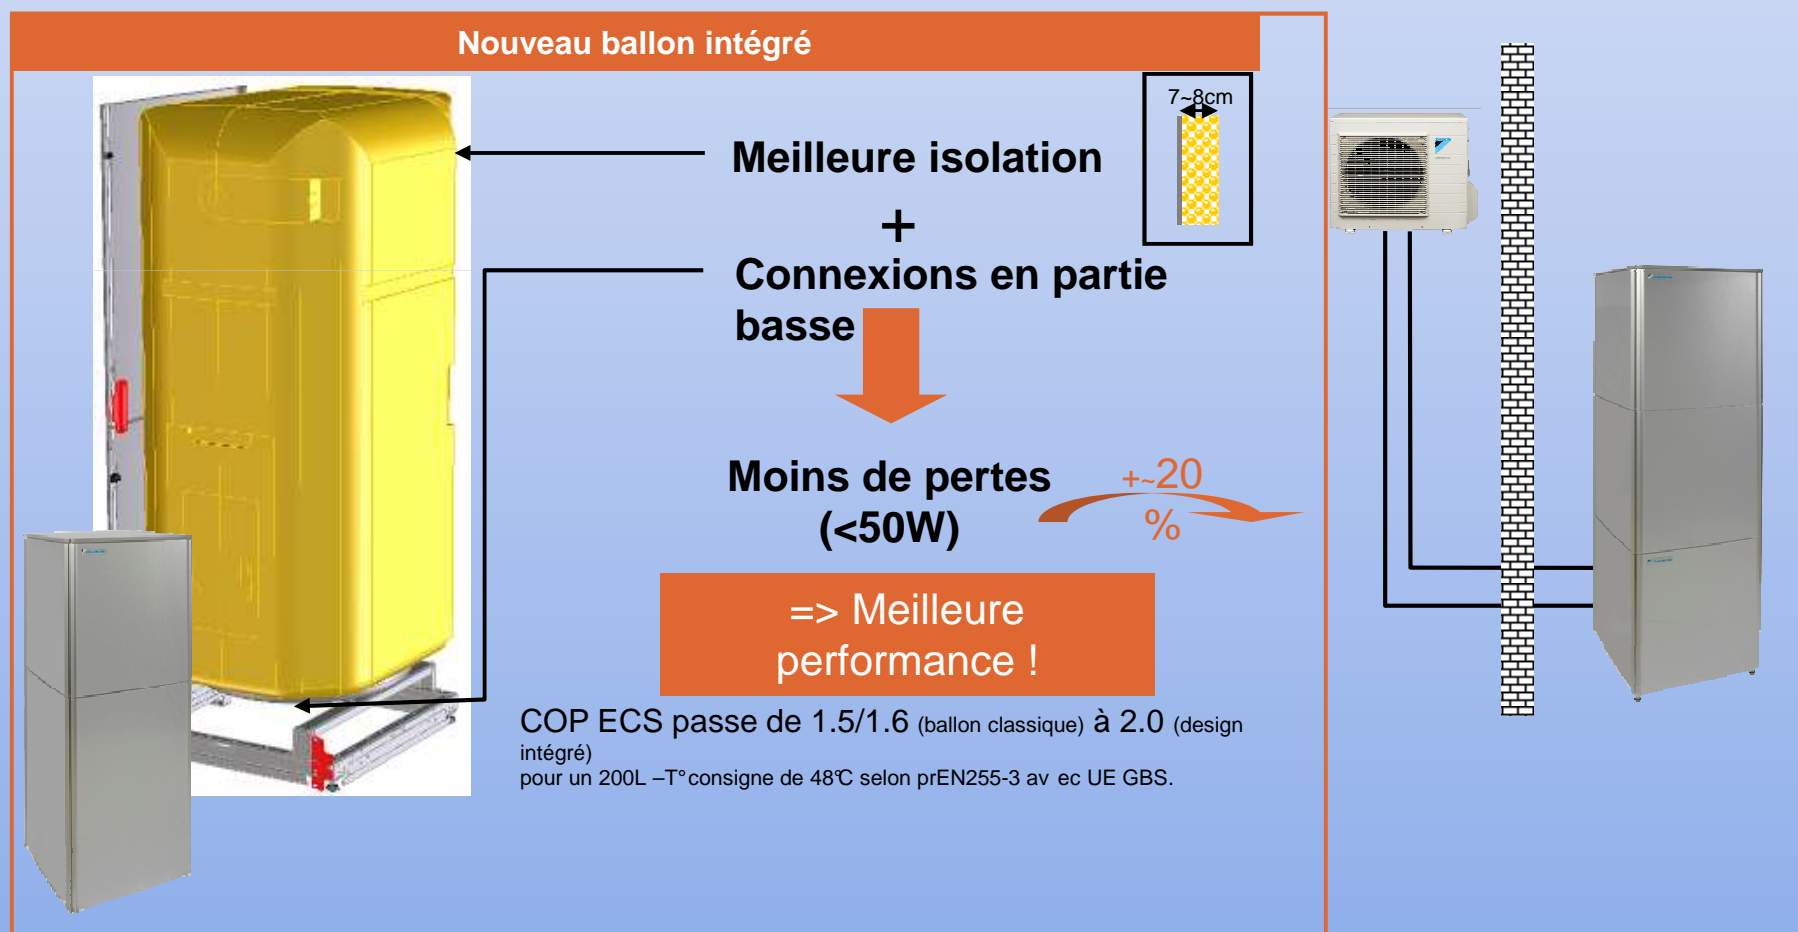 Nouveau ballon intégré
7~8cm
Meilleure isolation
+
Connexions en partie
basse
Moins de pertes
(<50W)
+~20
%
=> Meilleure
performance !
COP ECS passe de 1.5/1.6 (ballon classique) à 2.0 (design
intégré)
pour un 200L –T° consigne de 48°C selon prEN255-3 av ec UE GBS.